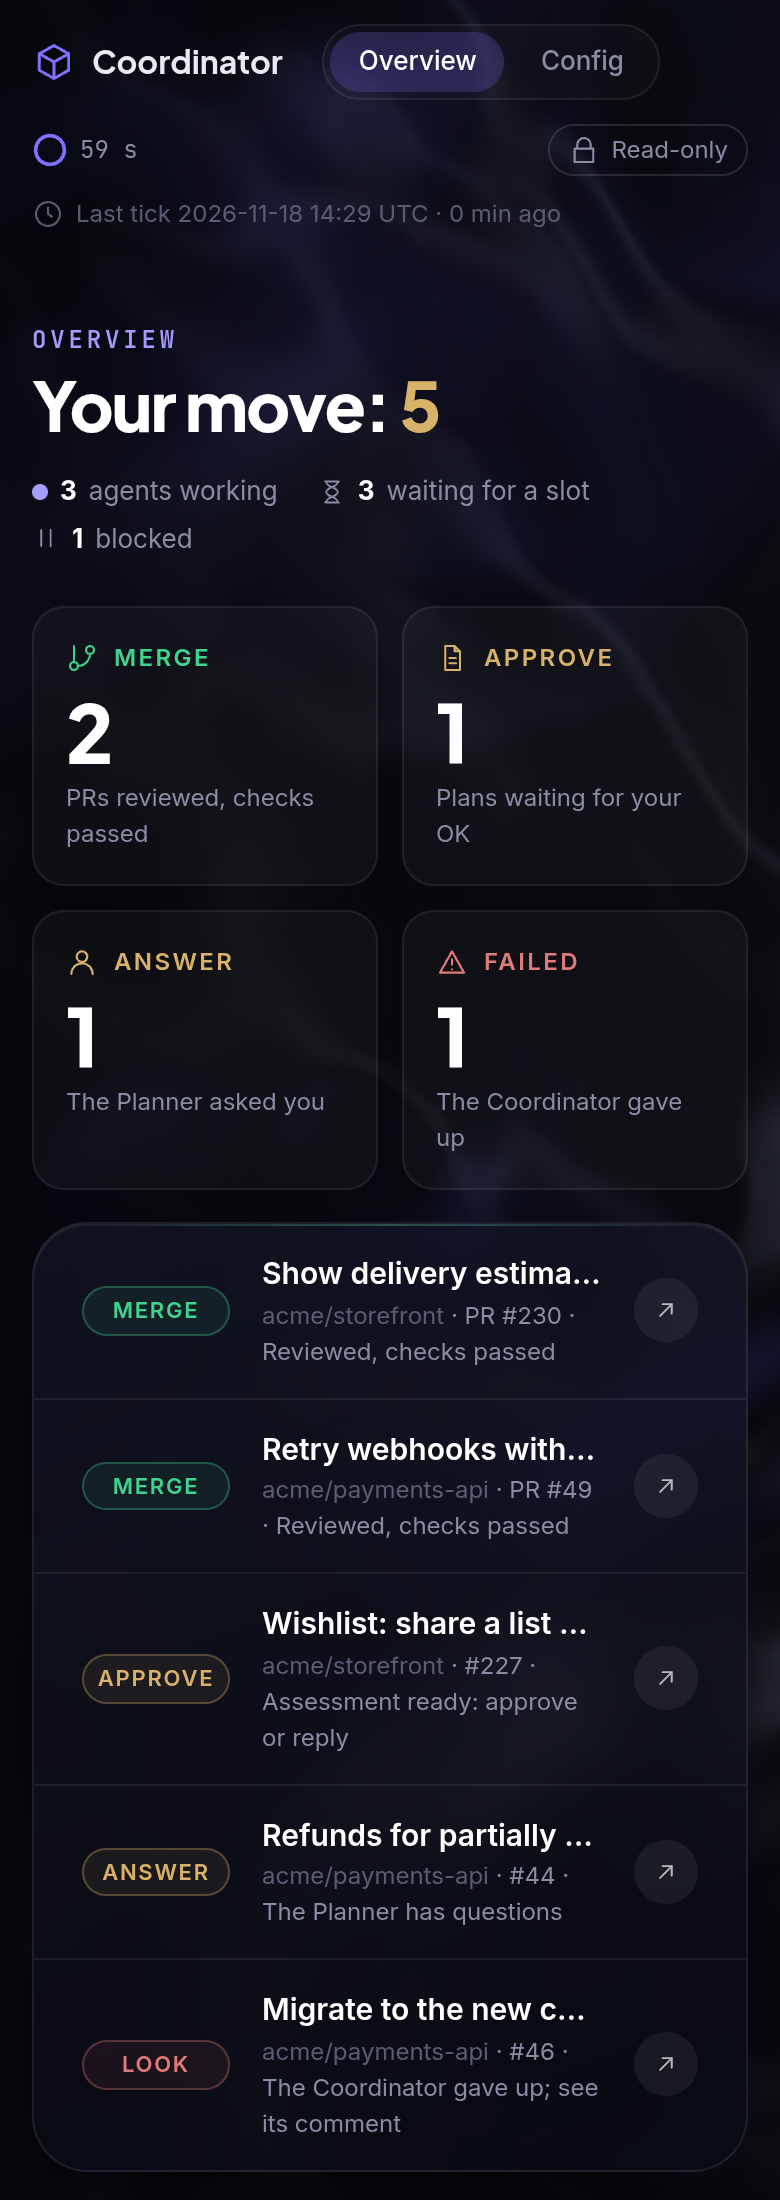 Coordinator
Overview
Config
59 s
Read-only
Last tick 2026-11-18 14:29 UTC · 0 min ago
OVERVIEW
Your move: 5
3 agents working
3 waiting for a slot
1 blocked
MERGE
2
PRs reviewed, checks
passed
APPROVE
1
Plans waiting for your
OK
ANSWER
1
The Planner asked you
FAILED
1
The Coordinator gave
up
MERGE
Show delivery estima...
acme/storefront · PR #230 ·
Reviewed, checks passed
MERGE
Retry webhooks with...
acme/payments-api · PR #49
· Reviewed, checks passed
APPROVE
Wishlist: share a list ...
acme/storefront · #227 ·
Assessment ready: approve
or reply
ANSWER
Refunds for partially ...
acme/payments-api · #44 ·
The Planner has questions
LOOK
Migrate to the new c...
acme/payments-api · #46 ·
The Coordinator gave up; see
its comment